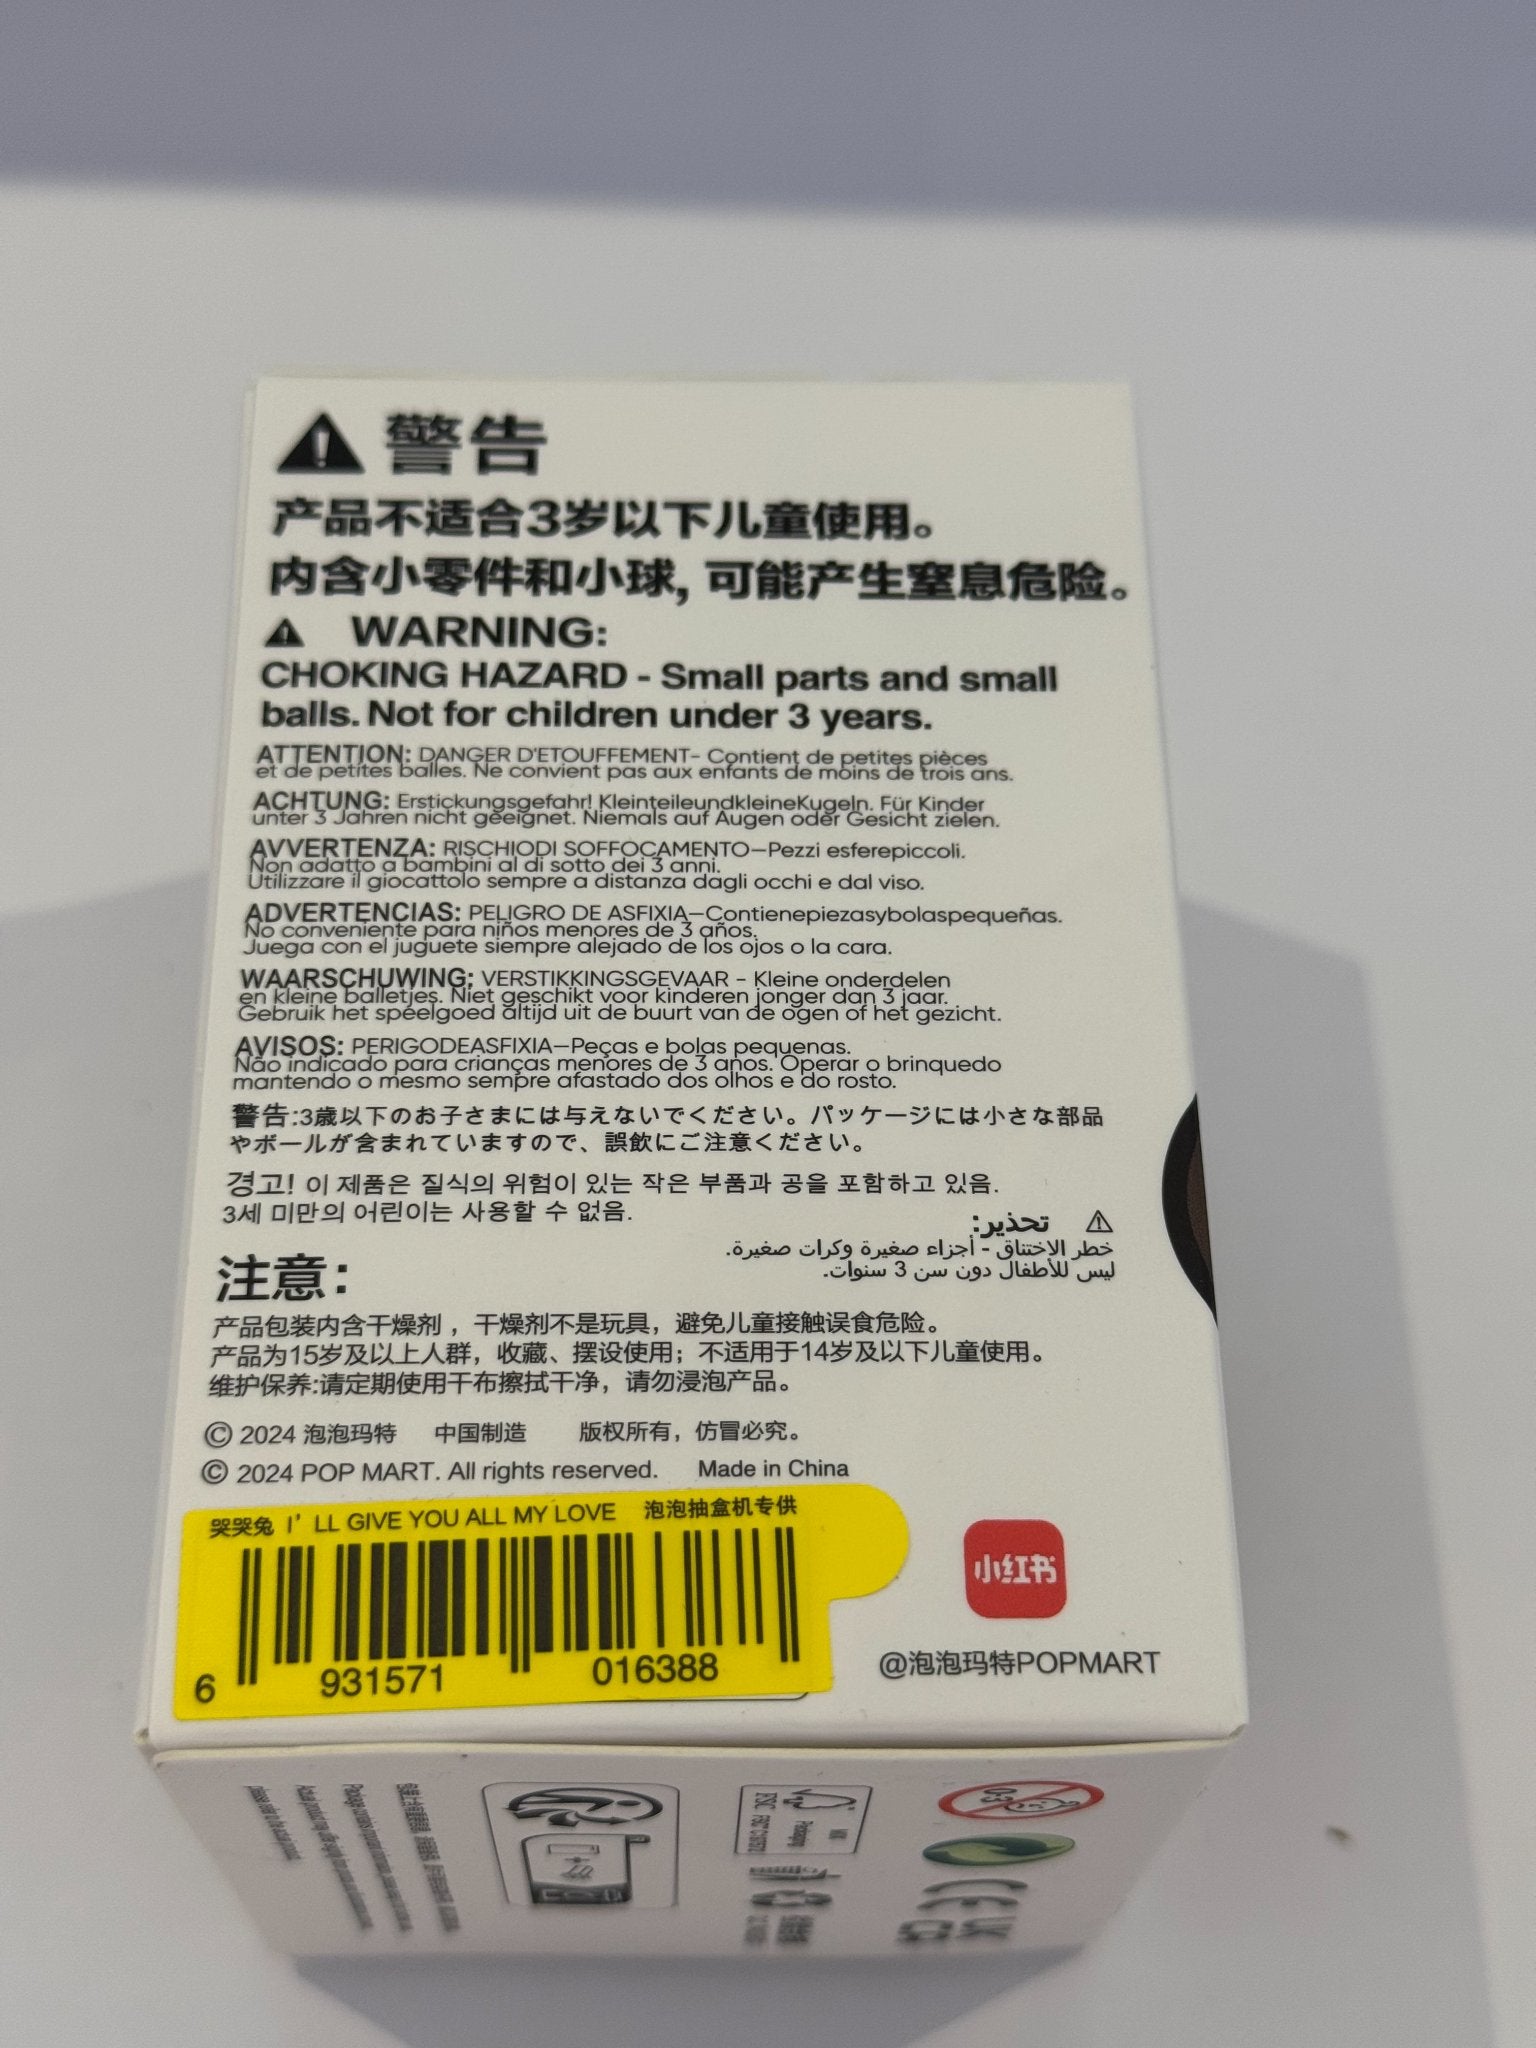 警告
产品不适合3岁以下儿童使用。
内含小零件和小球, 可能产生窒息危险。
WARNING:
CHOKING HAZARD - Small parts and small
balls. Not for children under 3 years.
ATTENTION: DANGER D'ETOUFFEMENT- Contient de petites pièces
et de petites balles. Ne convient pas aux enfants de moins de trois ans.
ACHTUNG: Erstickungsgefahr! KleinteileundkleineKugeln. Für Kinder
unter 3 Jahren nicht geeignet. Niemals auf Augen oder Gesicht zielen.
AVVERTENZA: RISCHIODI SOFFOCAMENTO—Pezzi esferepiccoli.
Non adatto a bambini al di sotto dei 3 anni.
Utilizzare il giocattolo sempre a distanza dagli occhi e dal viso.
ADVERTENCIAS: PELIGRO DE ASFIXIA—Contienepiezasybolaspequeñas.
No conveniente para niños menores de 3 años.
Juega con el juguete siempre alejado de los ojos o la cara.
WAARSCHUWING: VERSTIKKINGSGEVAAR - Kleine onderdelen
en kleine balletjes. Niet geschikt voor kinderen jonger dan 3 jaar.
Gebruik het speelgoed altijd uit de buurt van de ogen of het gezicht.
AVISOS: PERIGODEASFIXIA—Peças e bolas pequenas.
Não indicado para crianças menores de 3 anos. Operar o brinquedo
mantendo o mesmo sempre afastado dos olhos e do rosto.
警告:3歳以下のお子さまには与えないでください。パッケージには小さな部品
やボールが含まれていますので、誤飲にご注意ください。
경고! 이 제품은 질식의 위험이 있는 작은 부품과 공을 포함하고 있음.
3세 미만의 어린이는 사용할 수 없음.
تحذير:
خطر الاختناق - أجزاء صغيرة وكرات صغيرة.
ليس للأطفال دون سن 3 سنوات.
注意:
产品包装内含干燥剂，干燥剂不是玩具，避免儿童接触误食危险。
产品为15岁及以上人群，收藏、摆设使用；不适用于14岁及以下儿童使用。
维护保养:请定期使用干布擦拭干净，请勿浸泡产品。
© 2024 泡泡玛特 中国制造 版权所有，仿冒必究。
© 2024 POP MART. All rights reserved. Made in China
哭哭兔 I' LL GIVE YOU ALL MY LOVE 泡泡抽盒机专供
6 931571 016388
小红书
@泡泡玛特POPMART